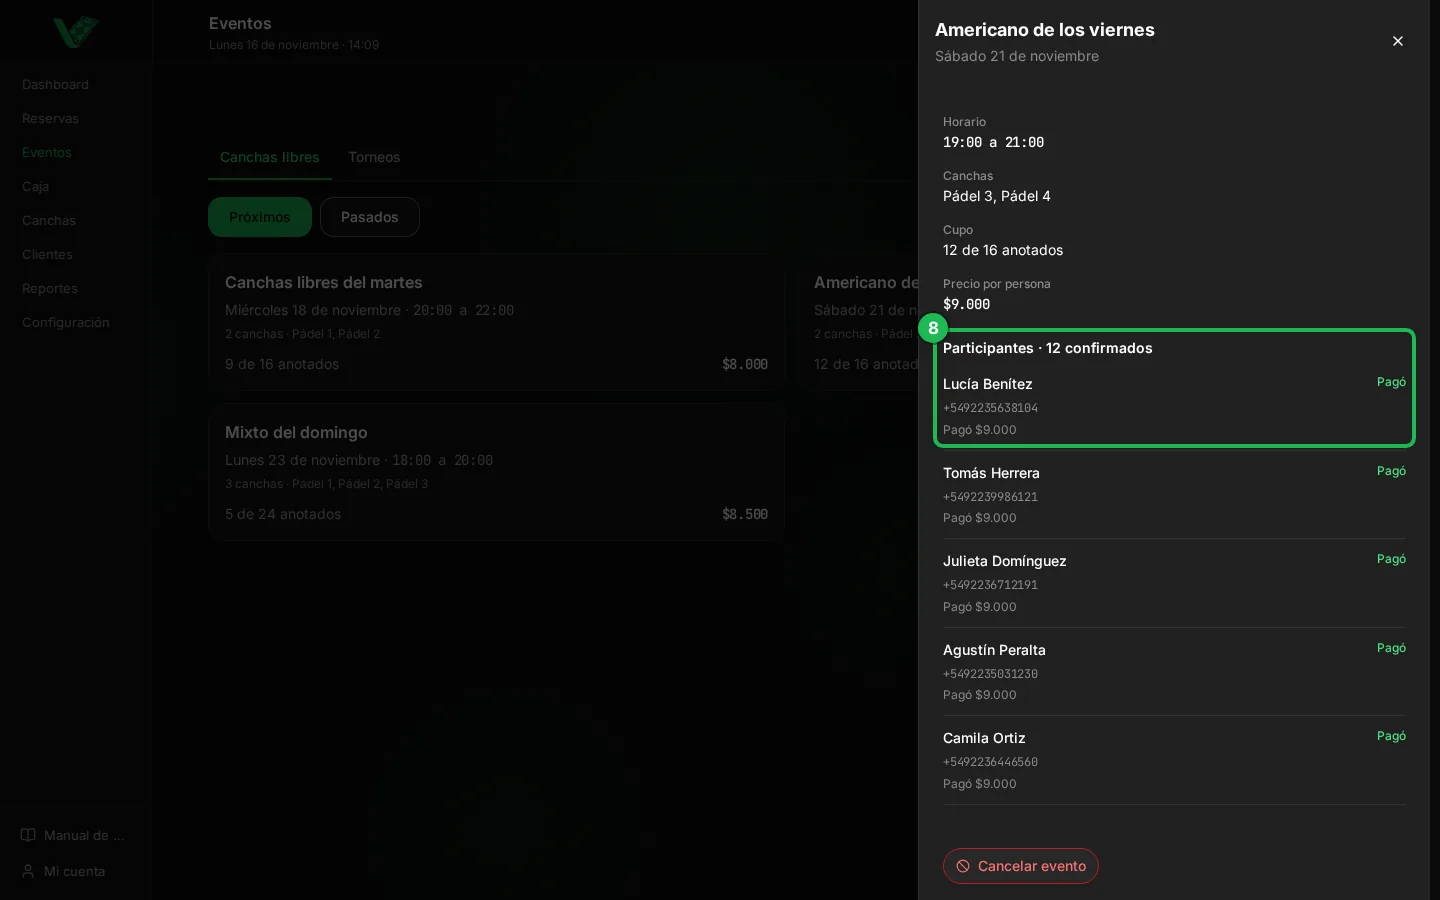 Eventos
Lunes 16 de noviembre · 14:09
Dashboard
Reservas
Eventos
Caja
Canchas
Clientes
Reportes
Configuración
Manual de ...
Mi cuenta
Canchas libres
Torneos
Próximos
Pasados
Canchas libres del martes
Miércoles 18 de noviembre · 20:00 a 22:00
2 canchas · Pádel 1, Pádel 2
9 de 16 anotados
$8.000
Americano de
Sábado 21 de n
2 canchas · Pádel
12 de 16 anotad
Mixto del domingo
Lunes 23 de noviembre · 18:00 a 20:00
3 canchas · Pádel 1, Pádel 2, Pádel 3
5 de 24 anotados
$8.500
Americano de los viernes
Sábado 21 de noviembre
Horario
19:00 a 21:00
Canchas
Pádel 3, Pádel 4
Cupo
12 de 16 anotados
Precio por persona
$9.000
8
Participantes · 12 confirmados
Lucía Benítez
Pagó
+5492235638104
Pagó $9.000
Tomás Herrera
Pagó
+5492239986121
Pagó $9.000
Julieta Domínguez
Pagó
+5492236712191
Pagó $9.000
Agustín Peralta
Pagó
+5492235031230
Pagó $9.000
Camila Ortiz
Pagó
+5492236446560
Pagó $9.000
Cancelar evento